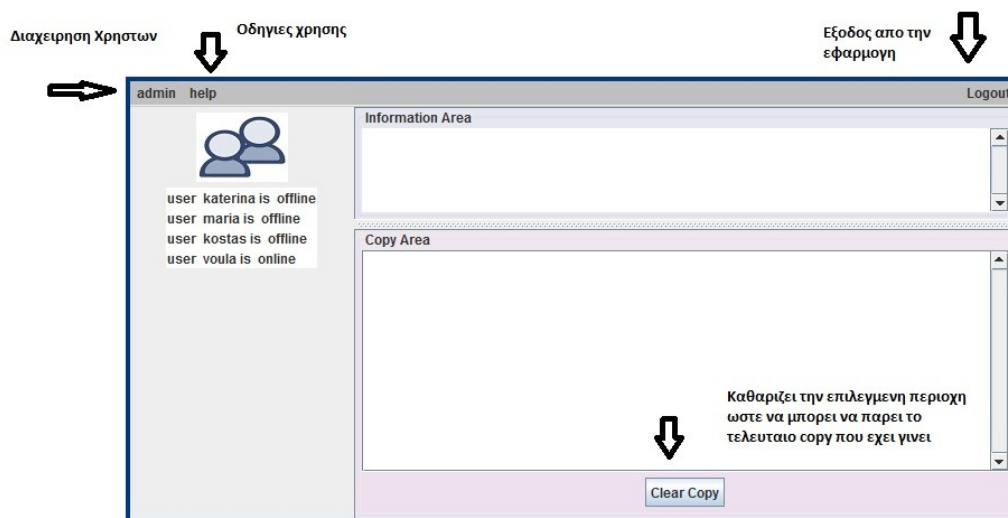 Διαχειρηση Χρηστων
Οδηγιες χρησης
Εξοδος απο την
εφαρμογη
admin help
Logout
user katerina is offline
user maria is offline
user kostas is offline
user voula is online
Information Area
Copy Area
Καθαριζει την επιλεγμενη περιοχη
ωστε να μπορει να παρει το
τελευταιο copy που εχει γινει
Clear Copy